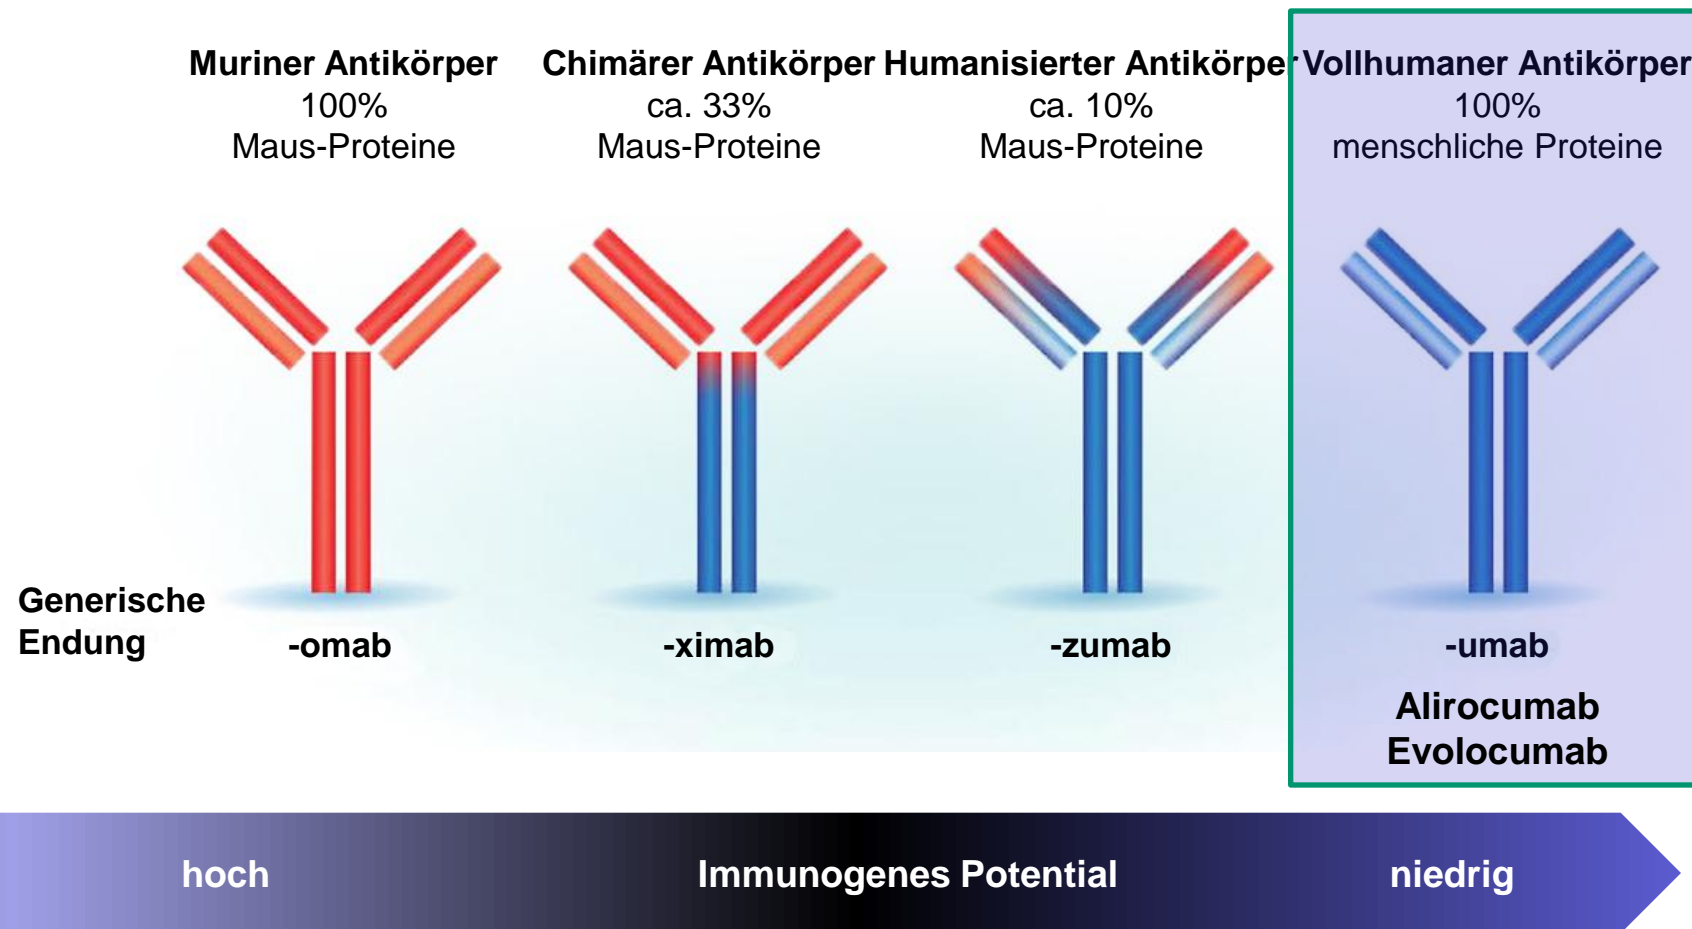 Muriner Antikörper
100%
Maus-Proteine
Chimärer Antikörper
ca. 33%
Maus-Proteine
Humanisierter Antikörper
ca. 10%
Maus-Proteine
Vollhumaner Antikörper
100%
menschliche Proteine
Generische
Endung
-omab
-ximab
-zumab
-umab
Alirocumab
Evolocumab
hoch
Immunogenes Potential
niedrig